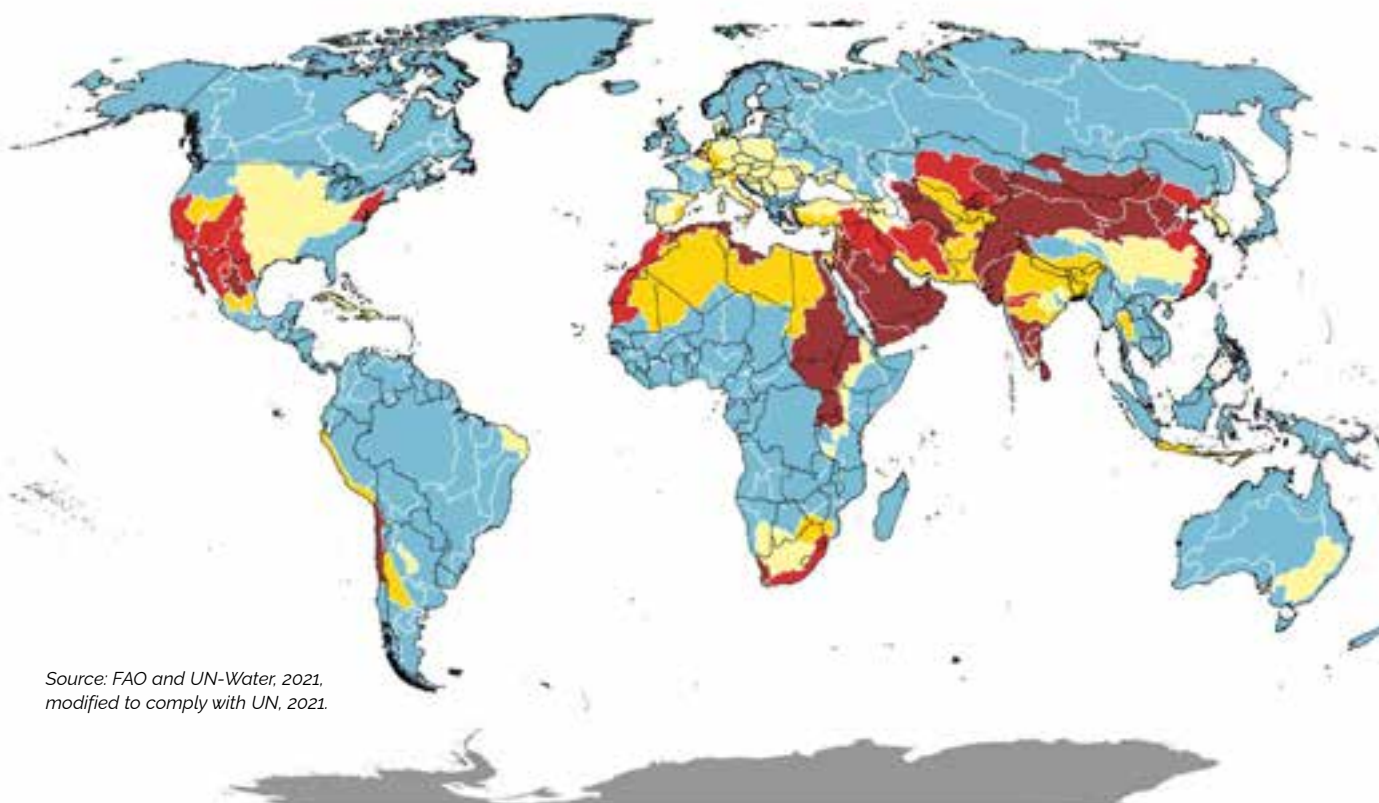 Source: FAO and UN-Water, 2021,
modified to comply with UN, 2021.